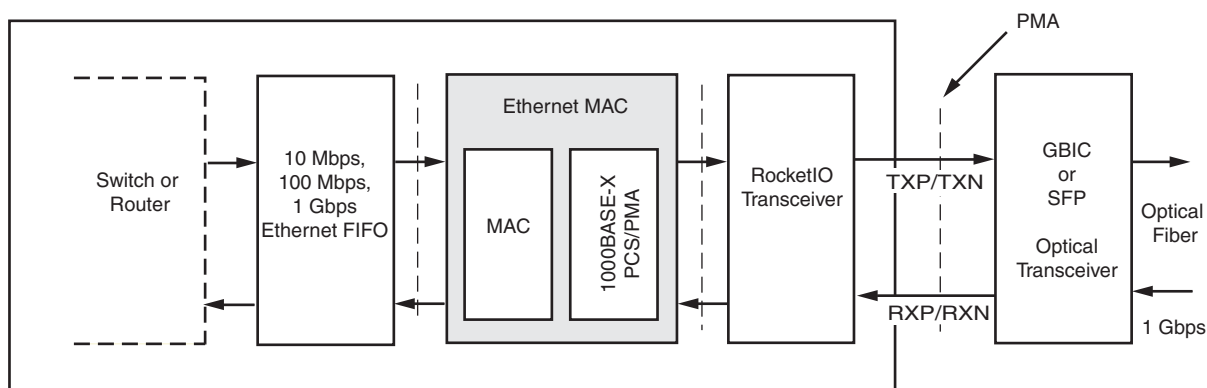 PMA
Ethernet MAC
Switch or
Router
10 Mbps,
100 Mbps,
1 Gbps
Ethernet FIFO
MAC
1000BASE-X
PCS/PMA
RocketIO
Transceiver
TXP/TXN
RXP/RXN
GBIC
or
SFP
Optical
Transceiver
Optical
Fiber
1 Gbps